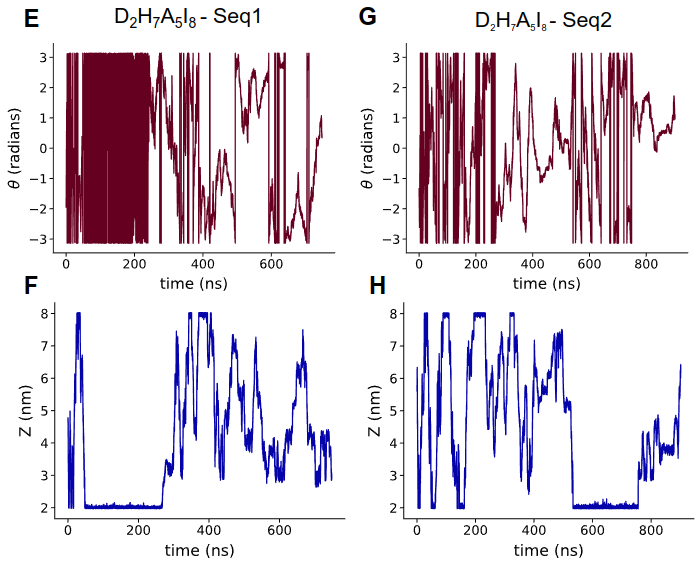 E D₂H₇A₅I₈ - Seq1
3
2
1
0
−1
−2
−3
θ (radians)
0 200 400 600
time (ns)
G D₂H₇A₅I₈ - Seq2
3
2
1
0
−1
−2
−3
θ (radians)
0 200 400 600 800
time (ns)
F
8
7
6
5
4
3
2
Z (nm)
0 200 400 600
time (ns)
H
8
7
6
5
4
3
2
Z (nm)
0 200 400 600 800
time (ns)